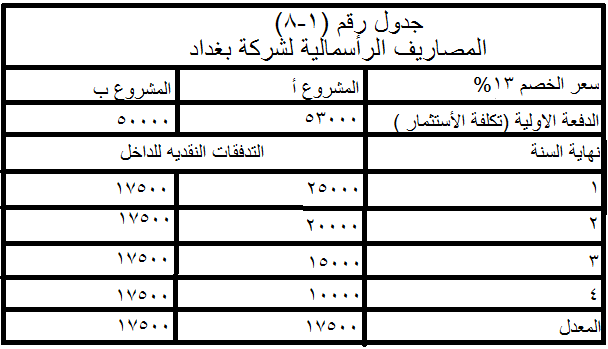 جدول رقم (١-٨)
المصاريف الرأسمالية لشركة بغداد
سعر الخصم ١٣% المشروع أ المشروع ب
الدفعة الاولية (تكلفة الأستثمار ) ٥٣٠٠٠ ٥٠٠٠٠
نهاية السنة التدفقات النقديه للداخل
١ ٢٥٠٠٠ ١٧٥٠٠
٢ ٢٠٠٠٠ ١٧٥٠٠
٣ ١٥٠٠٠ ١٧٥٠٠
٤ ١٠٠٠٠ ١٧٥٠٠
المعدل ١٧٥٠٠ ١٧٥٠٠